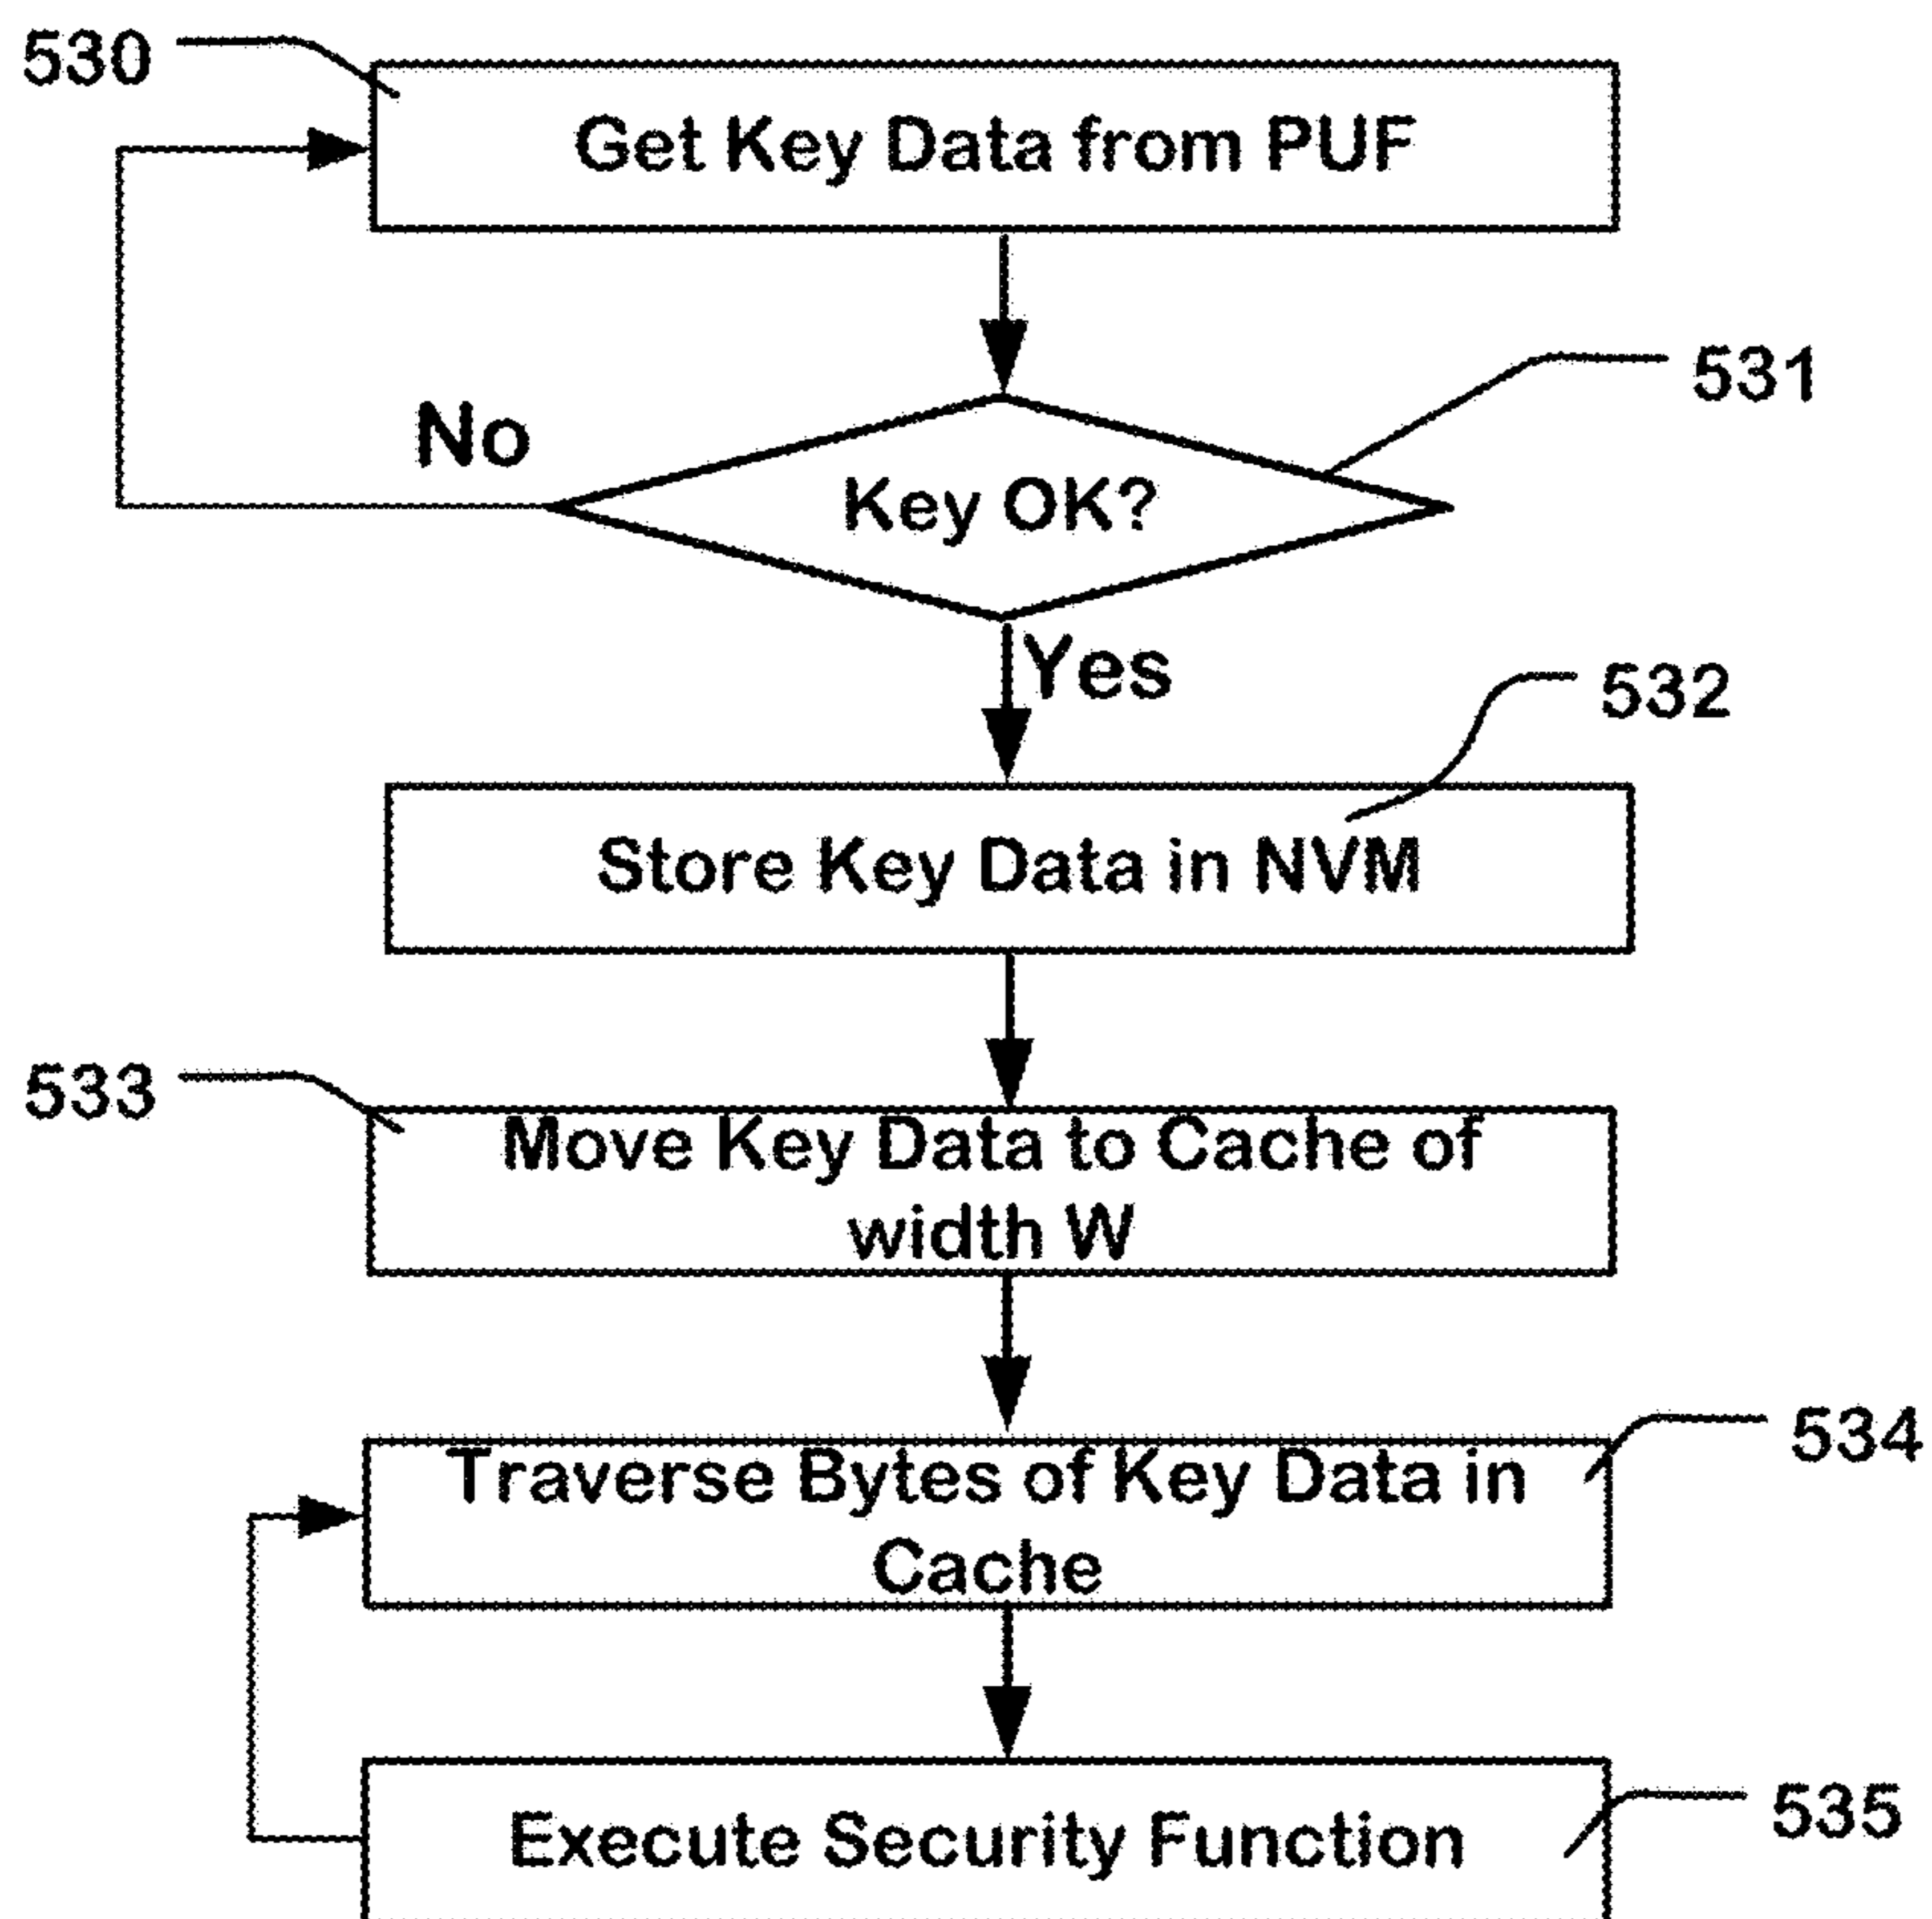 530
Get Key Data from PUF
531
No
Key OK?
Yes
532
Store Key Data in NVM
533
Move Key Data to Cache of
width W
534
Traverse Bytes of Key Data in
Cache
535
Execute Security Function